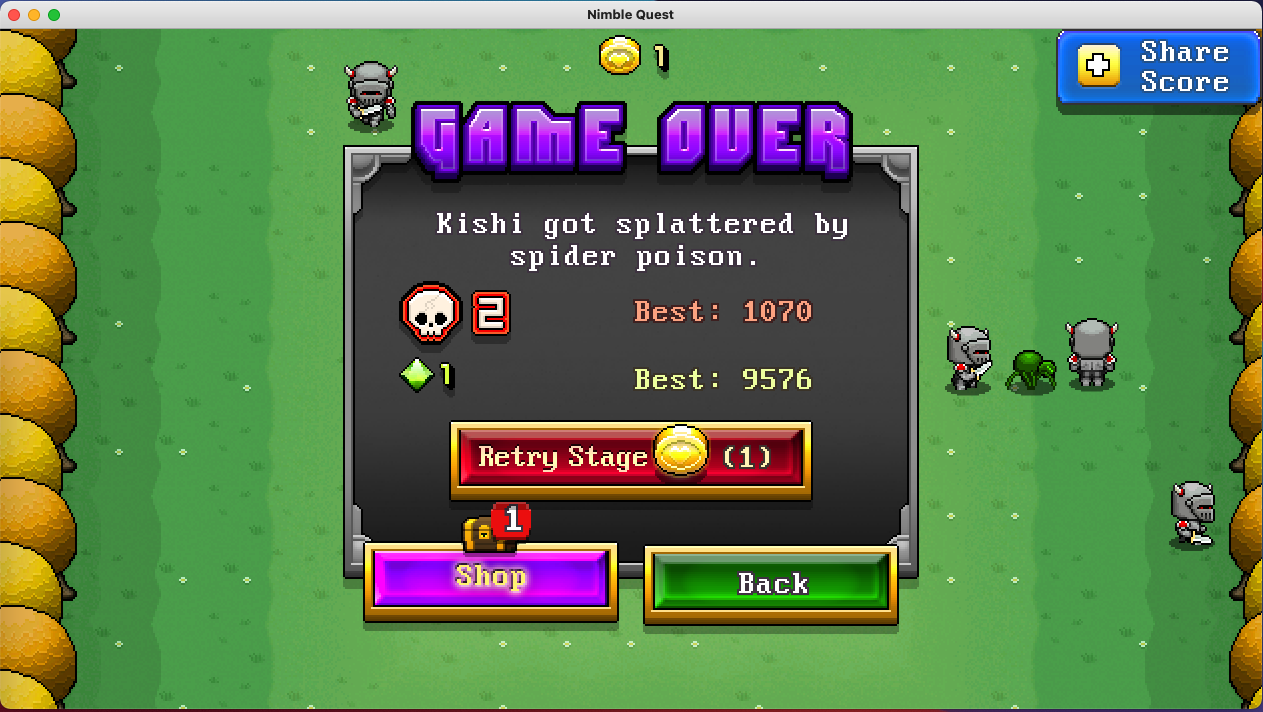 Nimble Quest
1
Share
Score
GAME OVER
Kishi got splattered by
spider poison.
2
Best: 1070
1
Best: 9576
Retry Stage (1)
1
Shop
Back